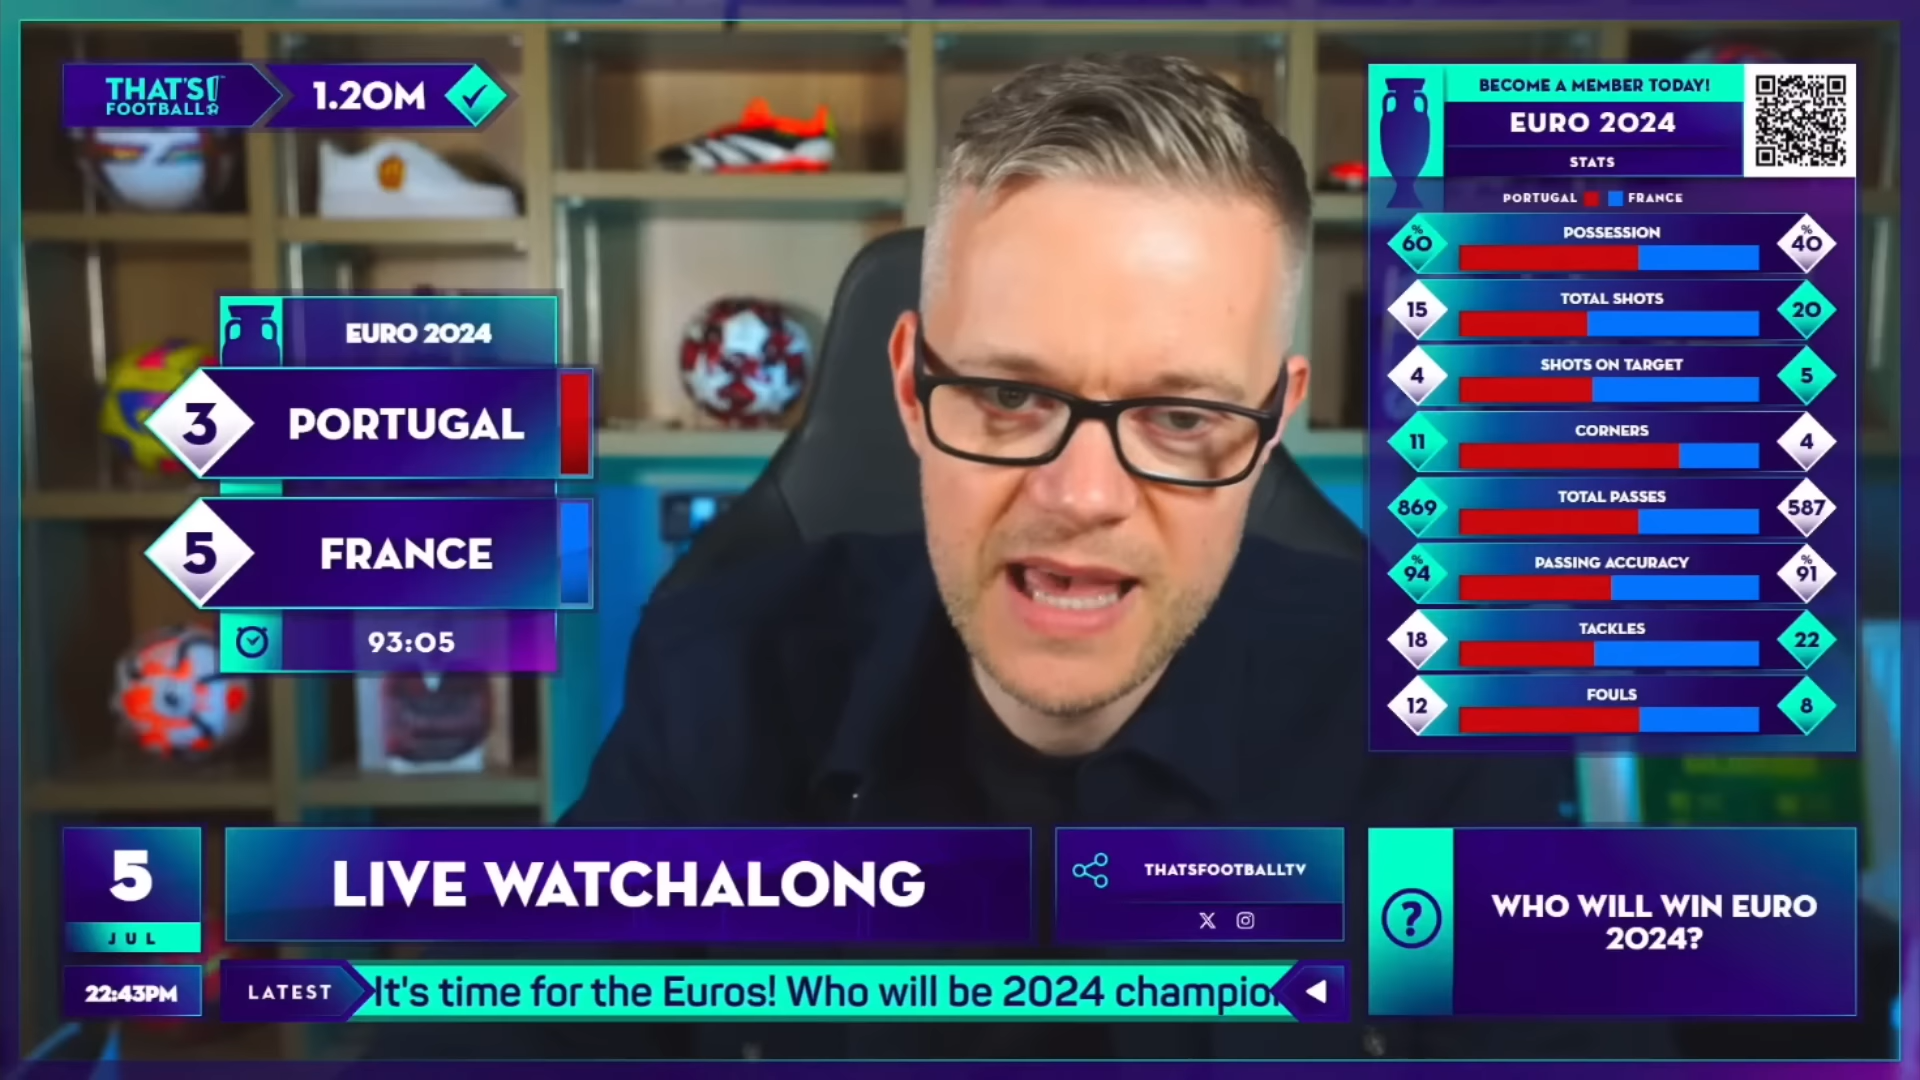 THAT'S
FOOTBALL
1.20M
BECOME A MEMBER TODAY!
EURO 2024
STATS
PORTUGAL FRANCE
% 60 POSSESSION % 40
15 TOTAL SHOTS 20
4 SHOTS ON TARGET 5
11 CORNERS 4
869 TOTAL PASSES 587
% 94 PASSING ACCURACY % 91
18 TACKLES 22
12 FOULS 8
EURO 2024
3 PORTUGAL
5 FRANCE
93:05
5
JUL
LIVE WATCHALONG
THATSFOOTBALLTV
WHO WILL WIN EURO
2024?
22:43PM
LATEST
It's time for the Euros! Who will be 2024 champio